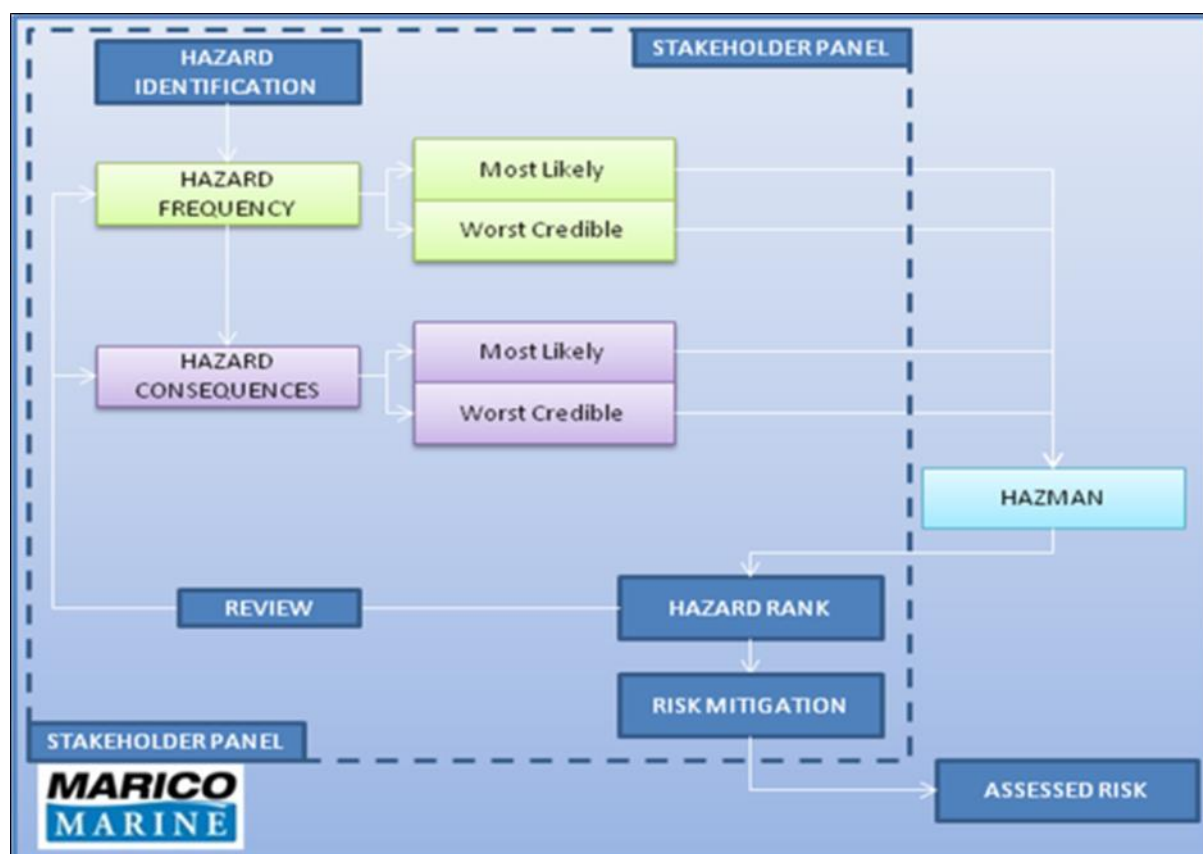 STAKEHOLDER PANEL
HAZARD
IDENTIFICATION
HAZARD
FREQUENCY
Most Likely
Worst Credible
HAZARD
CONSEQUENCES
Most Likely
Worst Credible
HAZMAN
REVIEW
HAZARD RANK
RISK MITIGATION
STAKEHOLDER PANEL
ASSESSED RISK
MARICO
MARINE